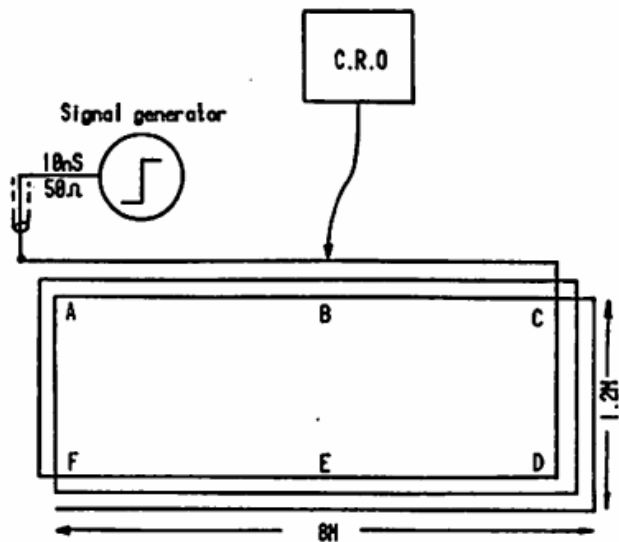 C.R.O
Signal generator
10nS
50Ω
A
B
C
1.2M
F
E
D
8M